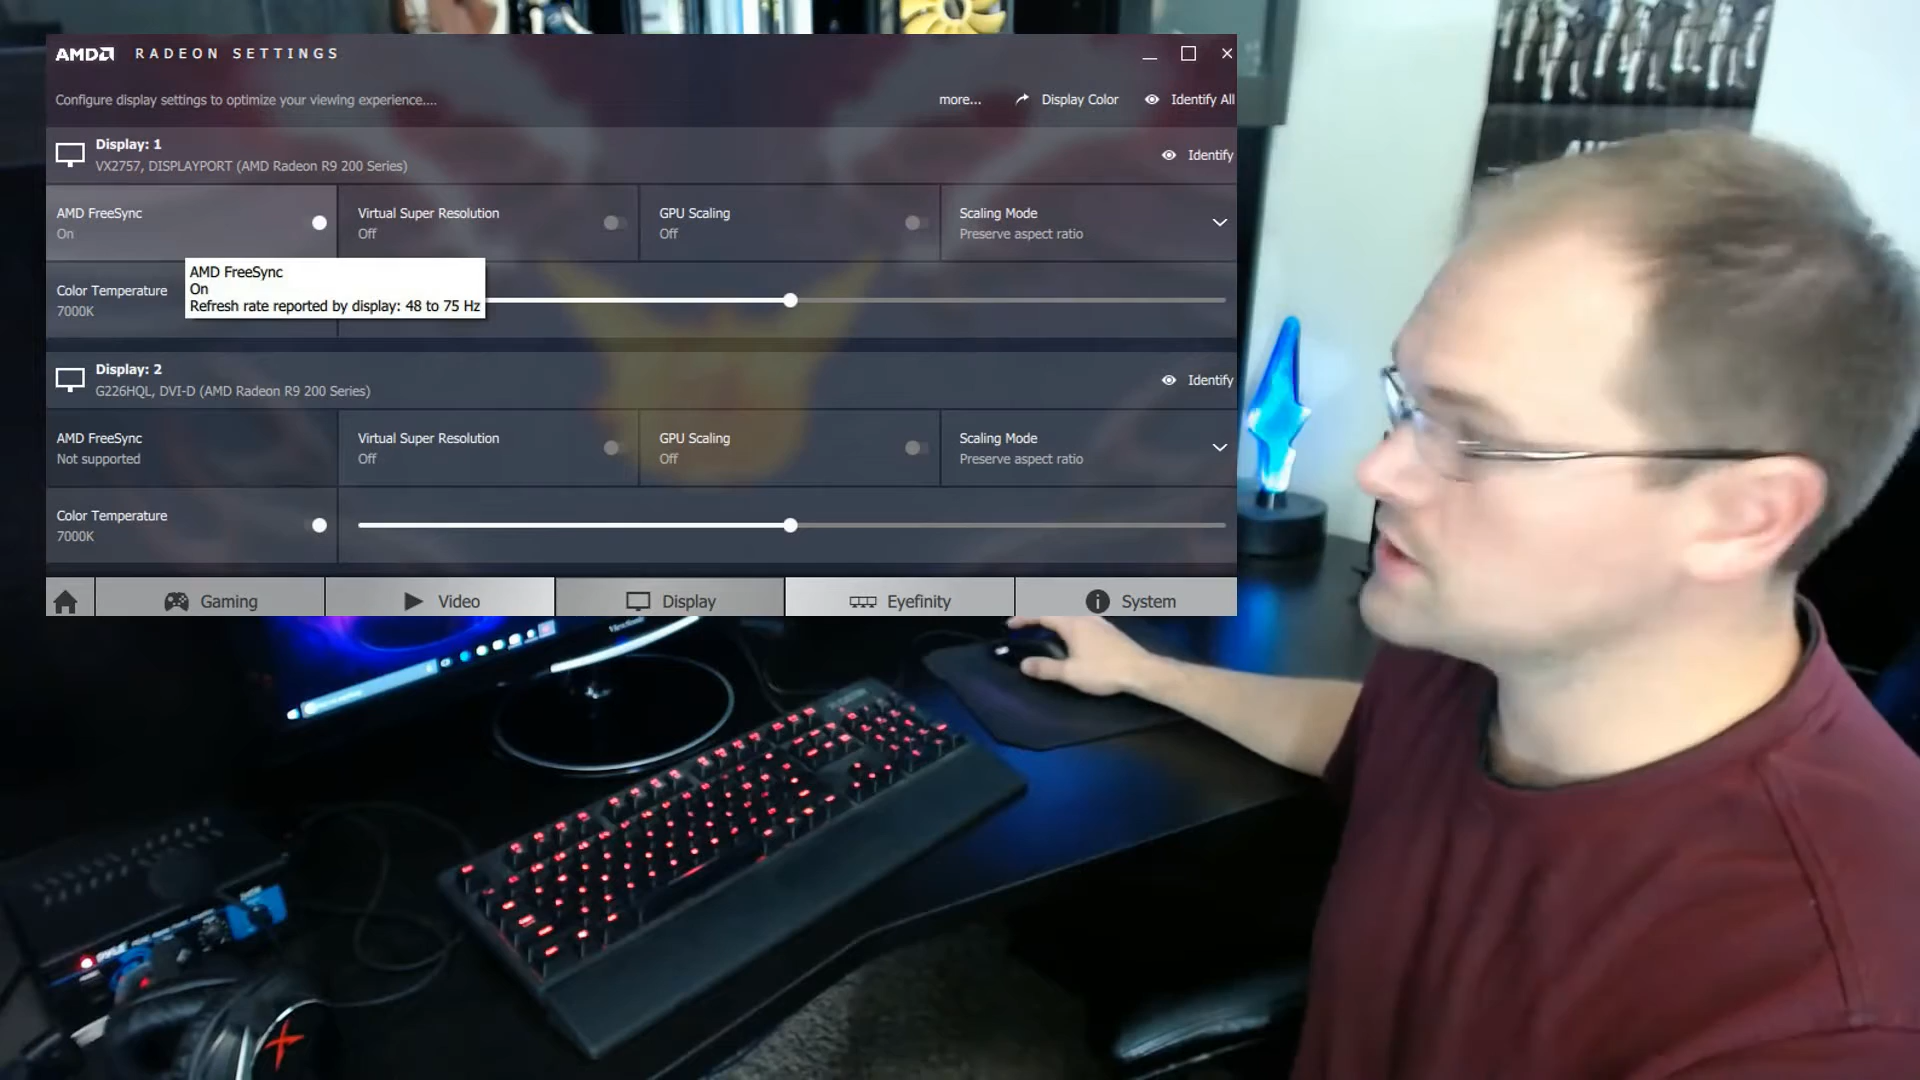 AMD RADEON SETTINGS
Configure display settings to optimize your viewing experience....
more...
Display Color
Identify All
Display: 1
VX2757, DISPLAYPORT (AMD Radeon R9 200 Series)
Identify
AMD FreeSync
On
Virtual Super Resolution
Off
GPU Scaling
Off
Scaling Mode
Preserve aspect ratio
Color Temperature
7000K
AMD FreeSync
On
Refresh rate reported by display: 48 to 75 Hz
Display: 2
G226HQL, DVI-D (AMD Radeon R9 200 Series)
Identify
AMD FreeSync
Not supported
Virtual Super Resolution
Off
GPU Scaling
Off
Scaling Mode
Preserve aspect ratio
Color Temperature
7000K
Gaming
Video
Display
Eyefinity
System